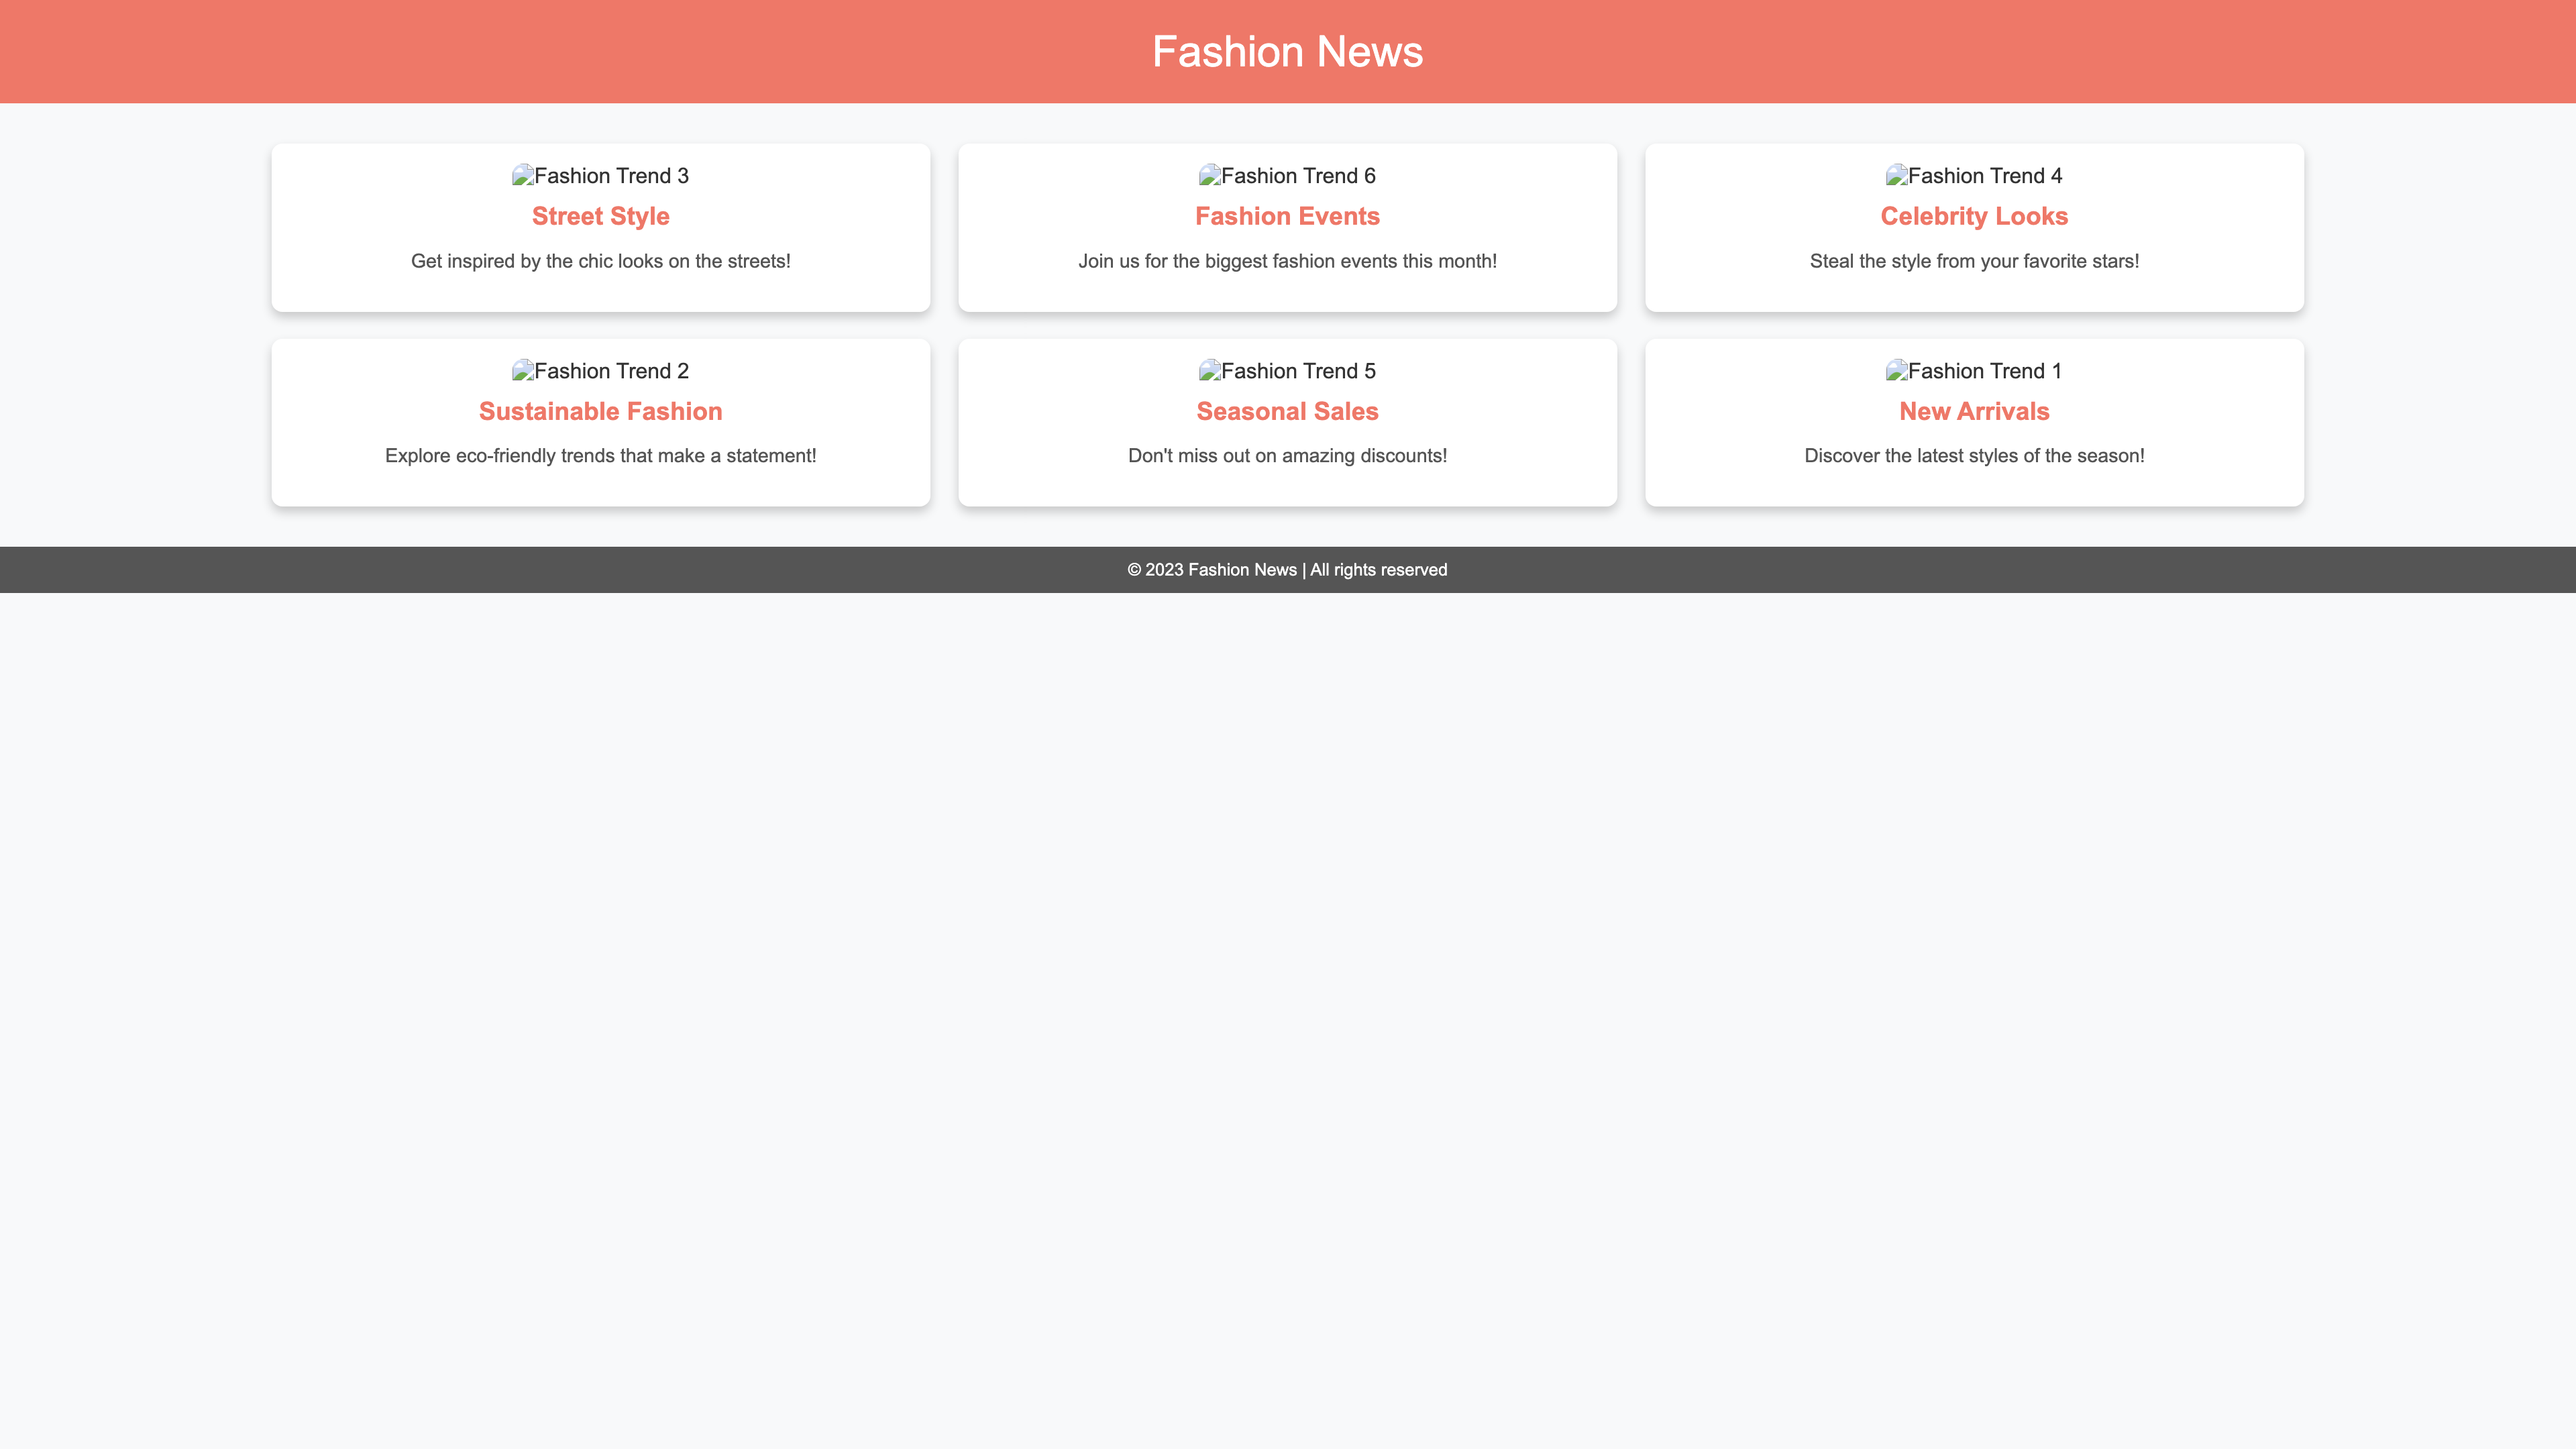 Fashion News
Fashion Trend 3
Street Style
Get inspired by the chic looks on the streets!
Fashion Trend 6
Fashion Events
Join us for the biggest fashion events this month!
Fashion Trend 4
Celebrity Looks
Steal the style from your favorite stars!
Fashion Trend 2
Sustainable Fashion
Explore eco-friendly trends that make a statement!
Fashion Trend 5
Seasonal Sales
Don't miss out on amazing discounts!
Fashion Trend 1
New Arrivals
Discover the latest styles of the season!
© 2023 Fashion News | All rights reserved